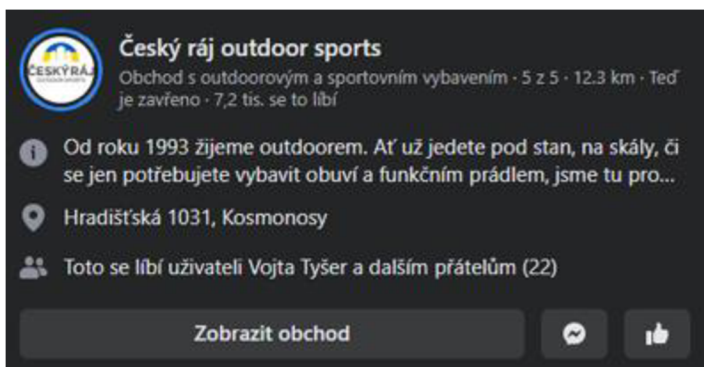 ČESKÝRÁJ
OUTDOOR SPORTS
Český ráj outdoor sports
Obchod s outdoorovým a sportovním vybavením · 5 z 5 · 12.3 km · Teď
je zavřeno · 7,2 tis. se to líbí
Od roku 1993 žijeme outdoorem. Ať už jedete pod stan, na skály, či
se jen potřebujete vybavit obuví a funkčním prádlem, jsme tu pro...
Hradišťská 1031, Kosmonosy
Toto se líbí uživateli Vojta Tyšer a dalším přátelům (22)
Zobrazit obchod